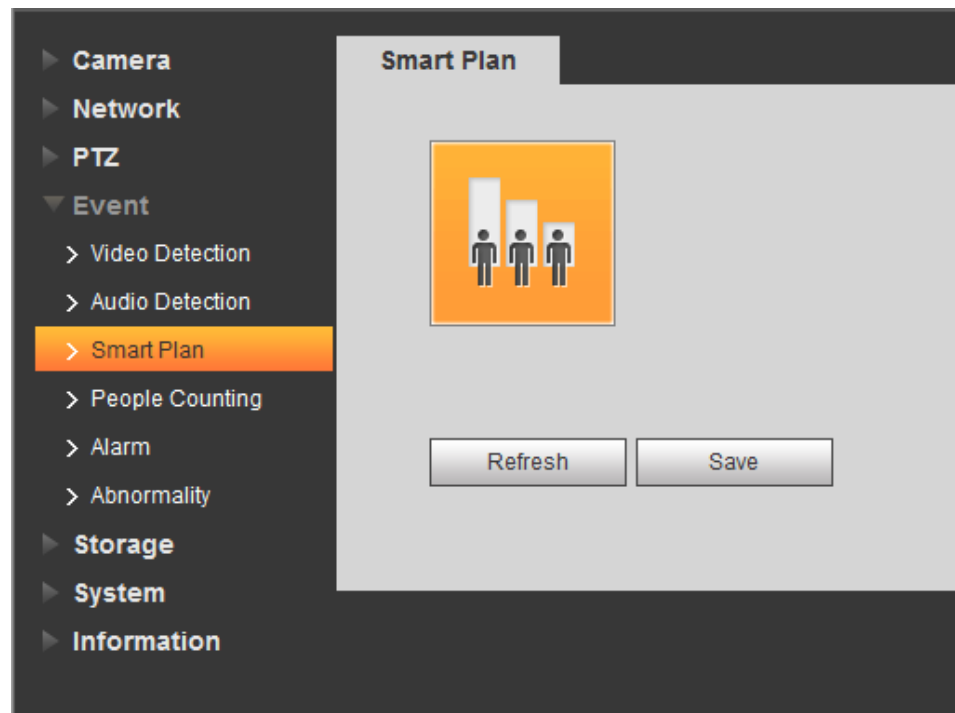 Camera
Network
PTZ
Event
Video Detection
Audio Detection
Smart Plan
People Counting
Alarm
Abnormality
Storage
System
Information
Smart Plan
Refresh
Save